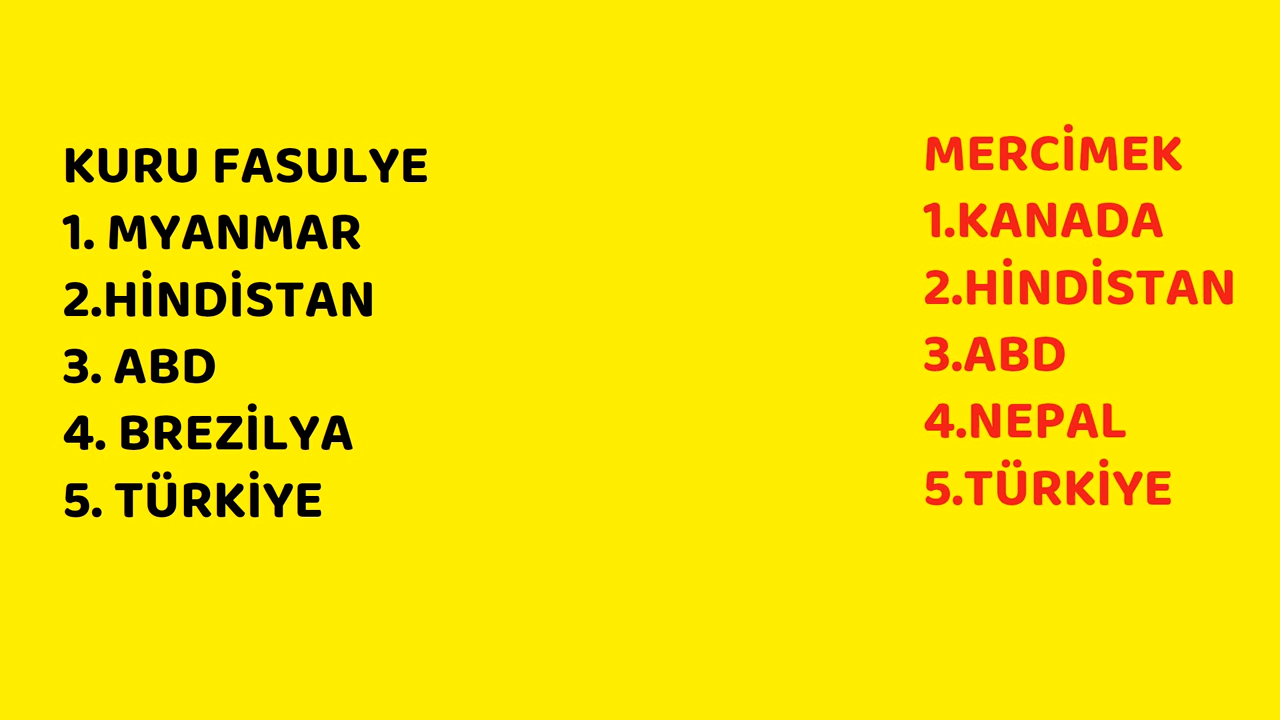 KURU FASULYE
1. MYANMAR
2.HİNDİSTAN
3. ABD
4. BREZİLYA
5. TÜRKİYE
MERCİMEK
1.KANADA
2.HİNDİSTAN
3.ABD
4.NEPAL
5.TÜRKİYE